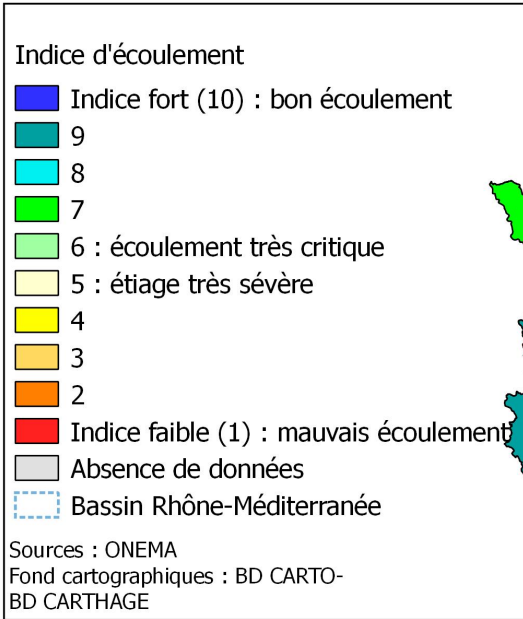 Indice d'écoulement
Indice fort (10) : bon écoulement
9
8
7
6 : écoulement très critique
5 : étiage très sévère
4
3
2
Indice faible (1) : mauvais écoulement
Absence de données
Bassin Rhône-Méditerranée
Sources : ONEMA
Fond cartographiques : BD CARTO-
BD CARTHAGE